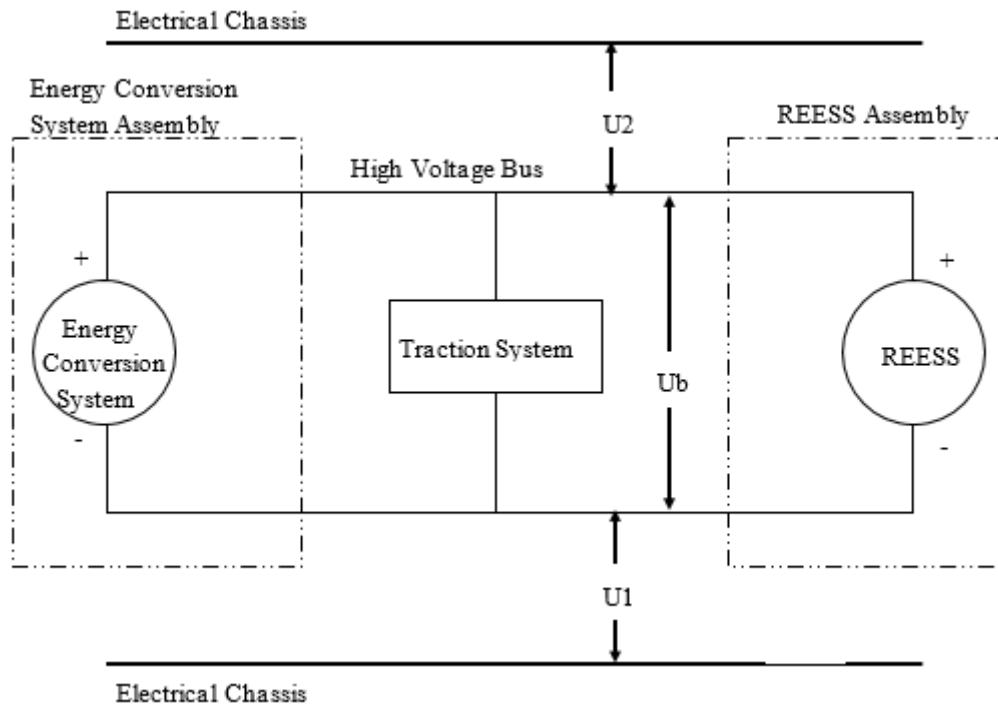 Electrical Chassis
Energy Conversion
System Assembly
U2
REESS Assembly
High Voltage Bus
+
+
Energy
Conversion
System
Traction System
REESS
Ub
-
-
U1
Electrical Chassis